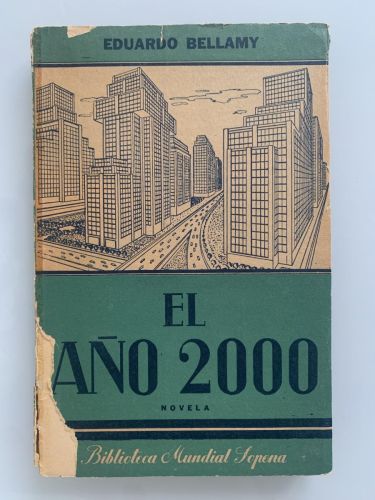 EDUARDO BELLAMY
EL
AÑO 2000
NOVELA
Biblioteca Mundial Sopena